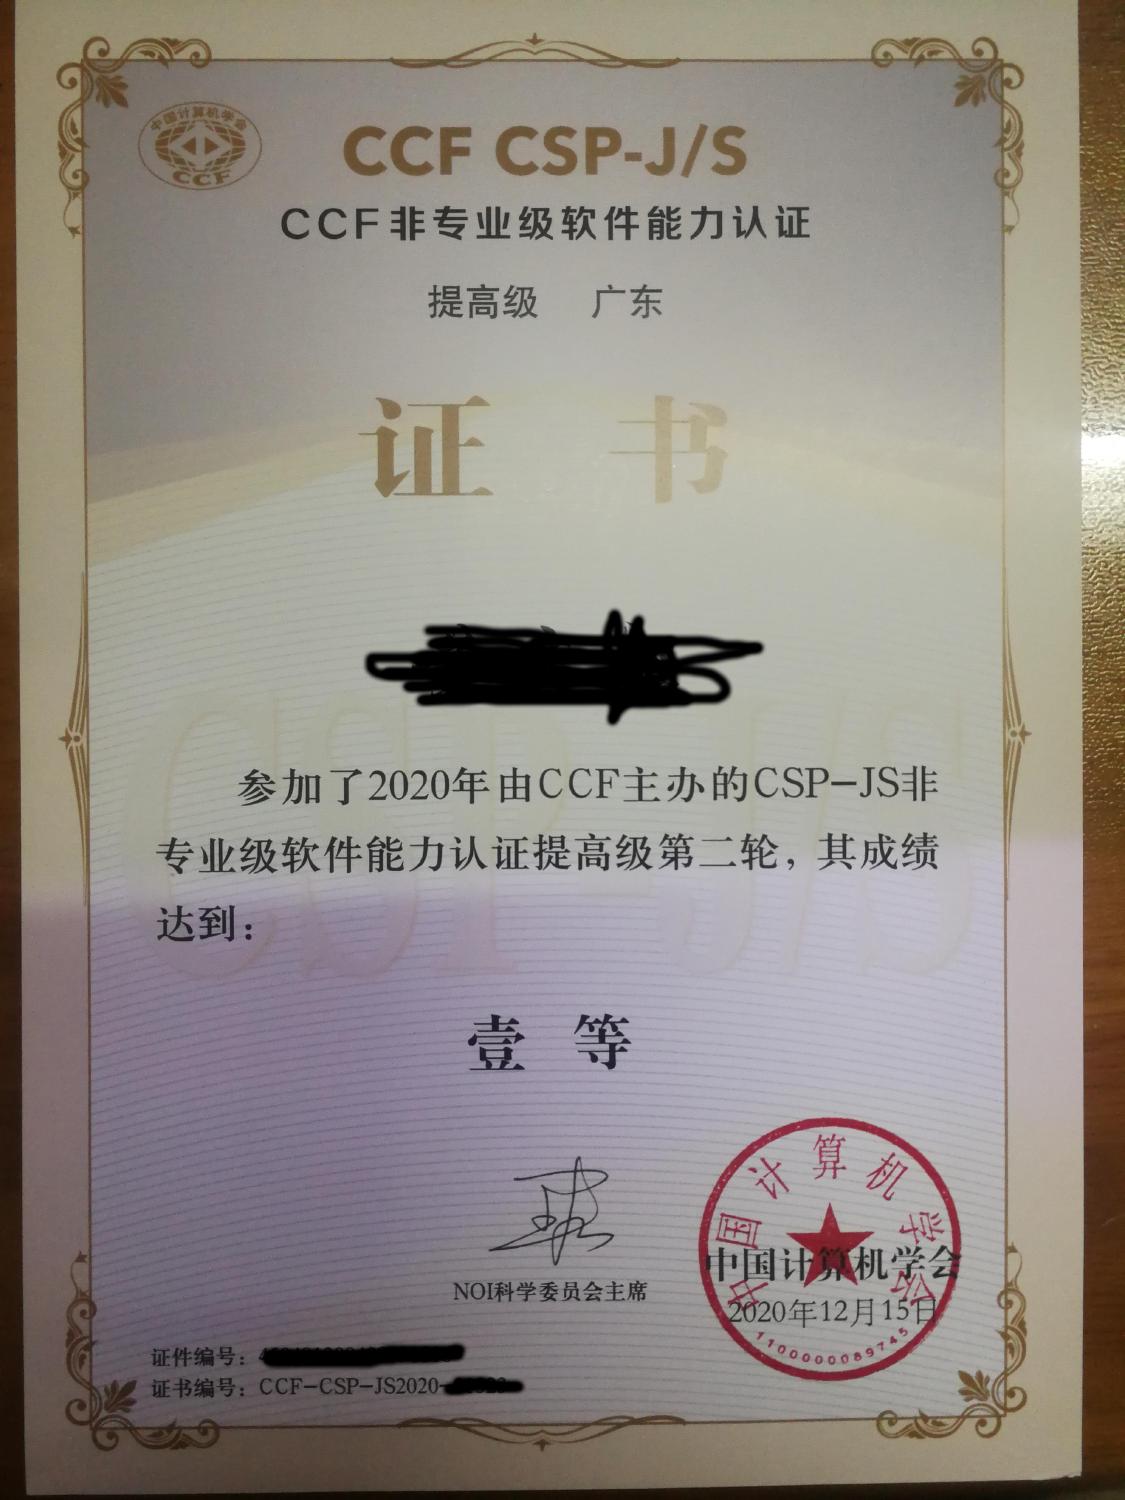 中国计算机学会
CCF
CCF CSP-J/S
CCF非专业级软件能力认证
提高级 广东
证 书
CSP-J/S
参加了2020年由CCF主办的CSP-JS非
专业级软件能力认证提高级第二轮，其成绩
达到：
壹 等
NOI科学委员会主席
中国计算机学会
中国计算机学会
2020年12月15日
1100000089745
证件编号：
证书编号：CCF-CSP-JS2020-